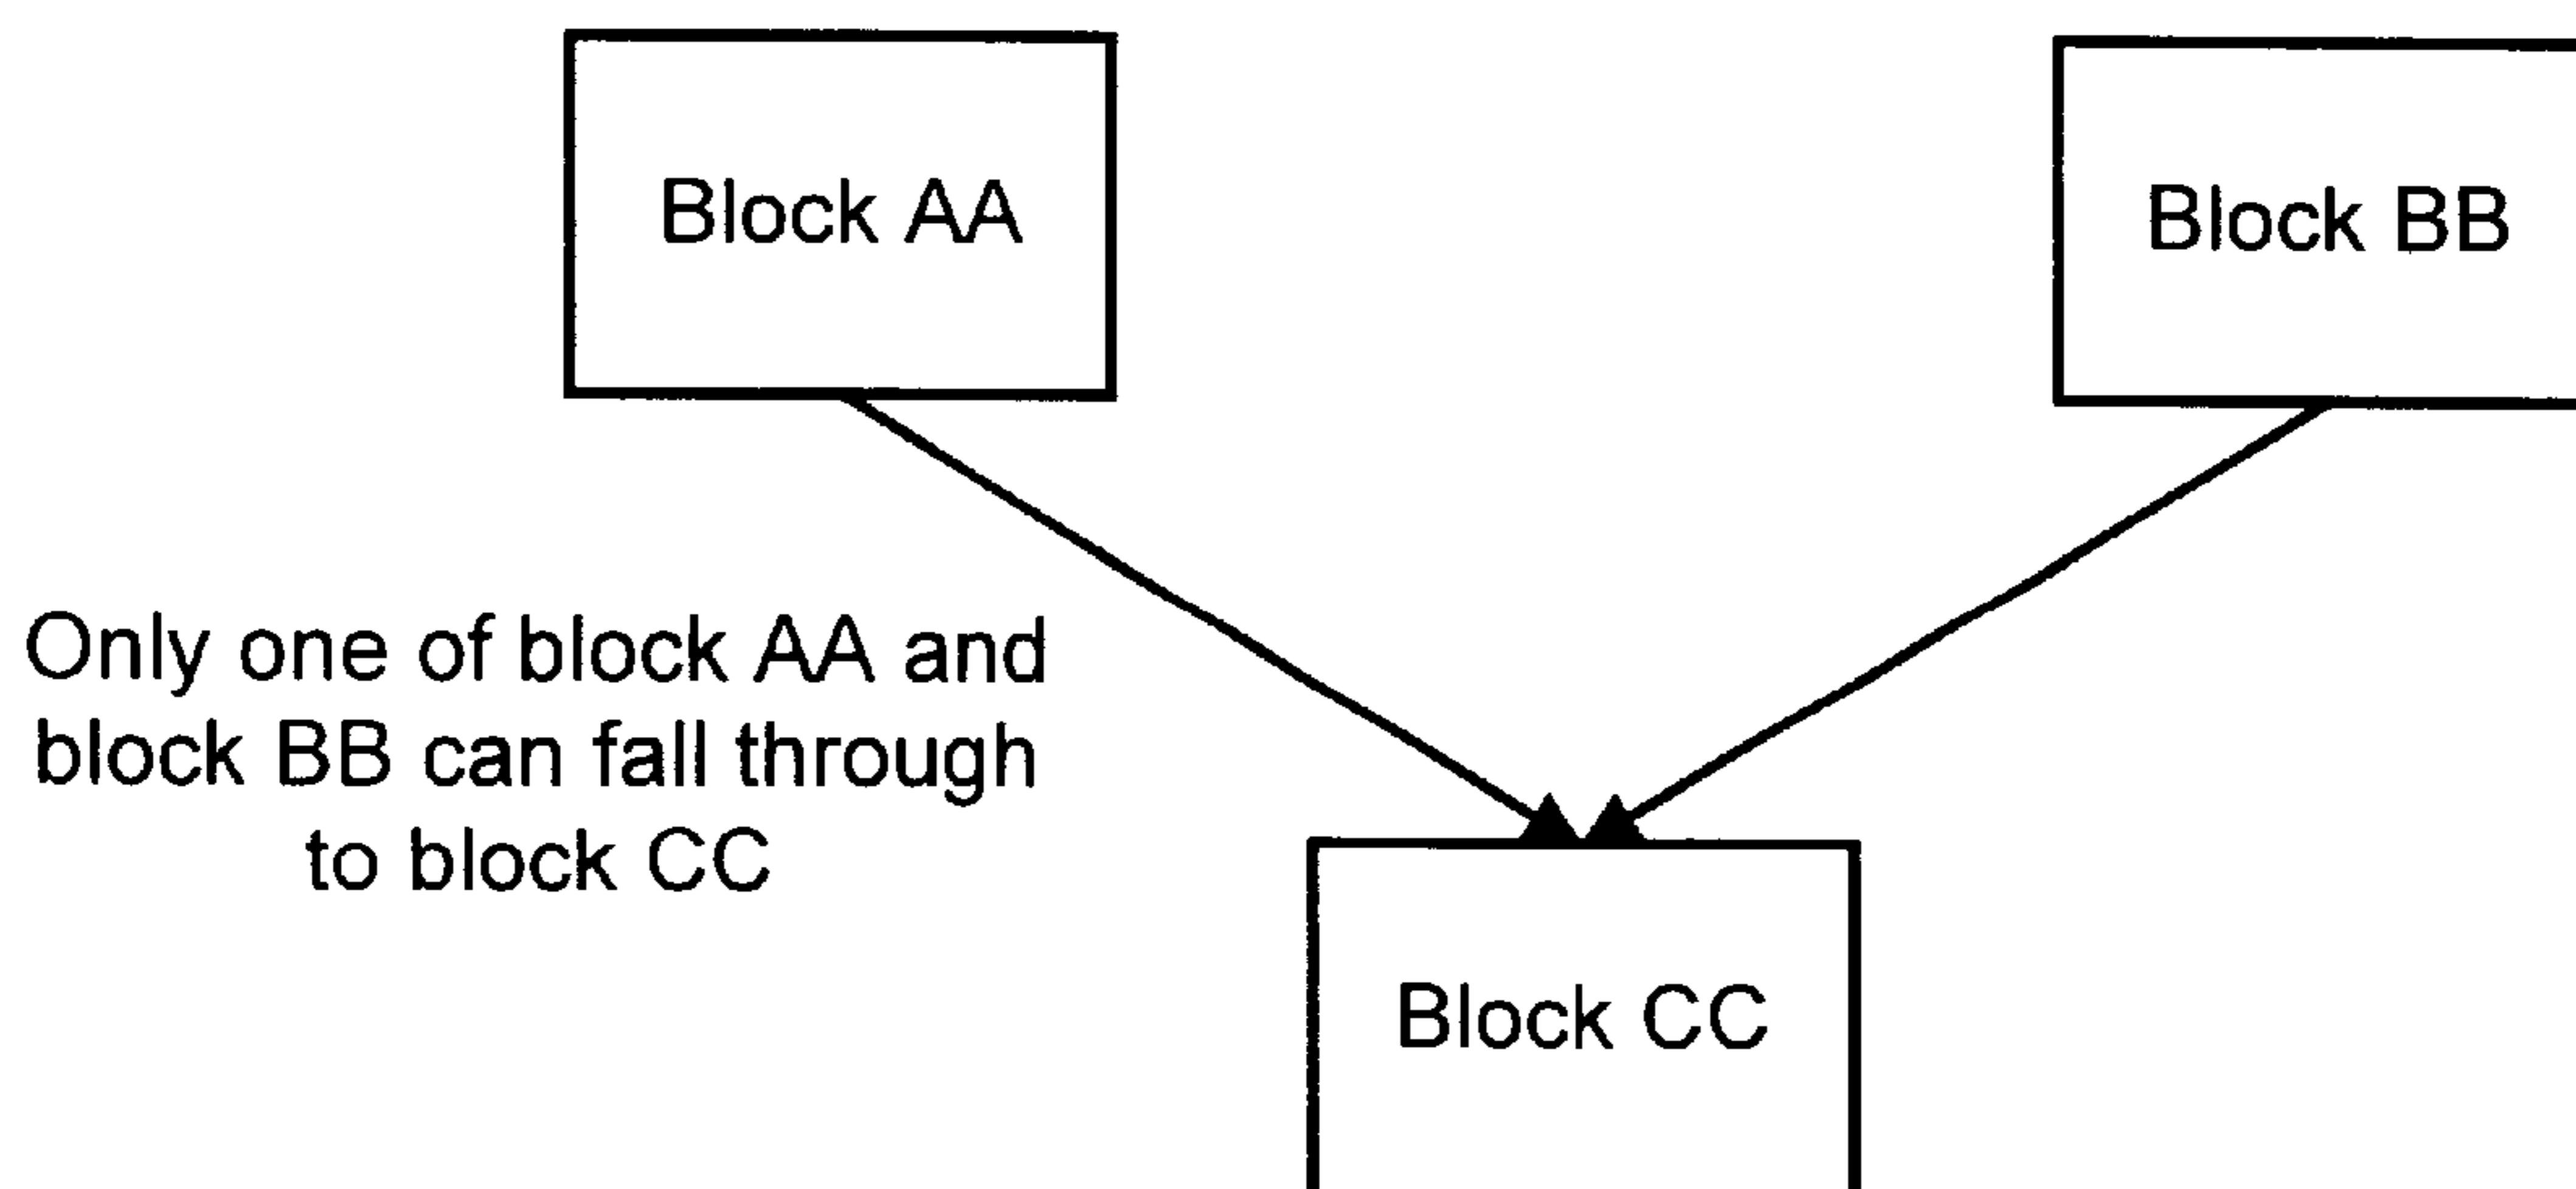 Block AA
Block BB
Only one of block AA and
block BB can fall through
to block CC
Block CC